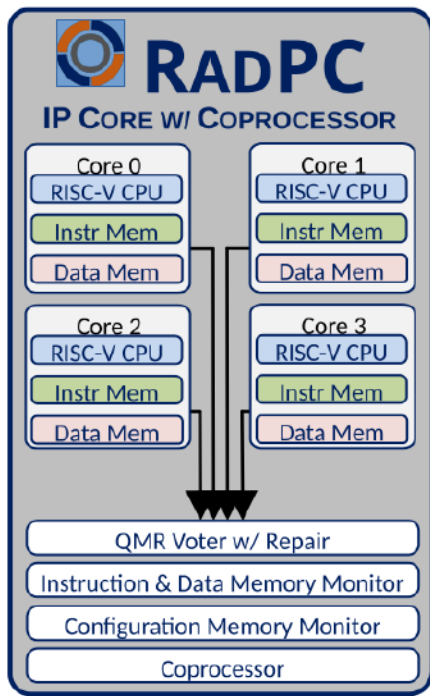 RADPC
IP CORE W/ COPROCESSOR
Core 0
RISC-V CPU
Instr Mem
Data Mem
Core 1
RISC-V CPU
Instr Mem
Data Mem
Core 2
RISC-V CPU
Instr Mem
Data Mem
Core 3
RISC-V CPU
Instr Mem
Data Mem
QMR Voter w/ Repair
Instruction & Data Memory Monitor
Configuration Memory Monitor
Coprocessor